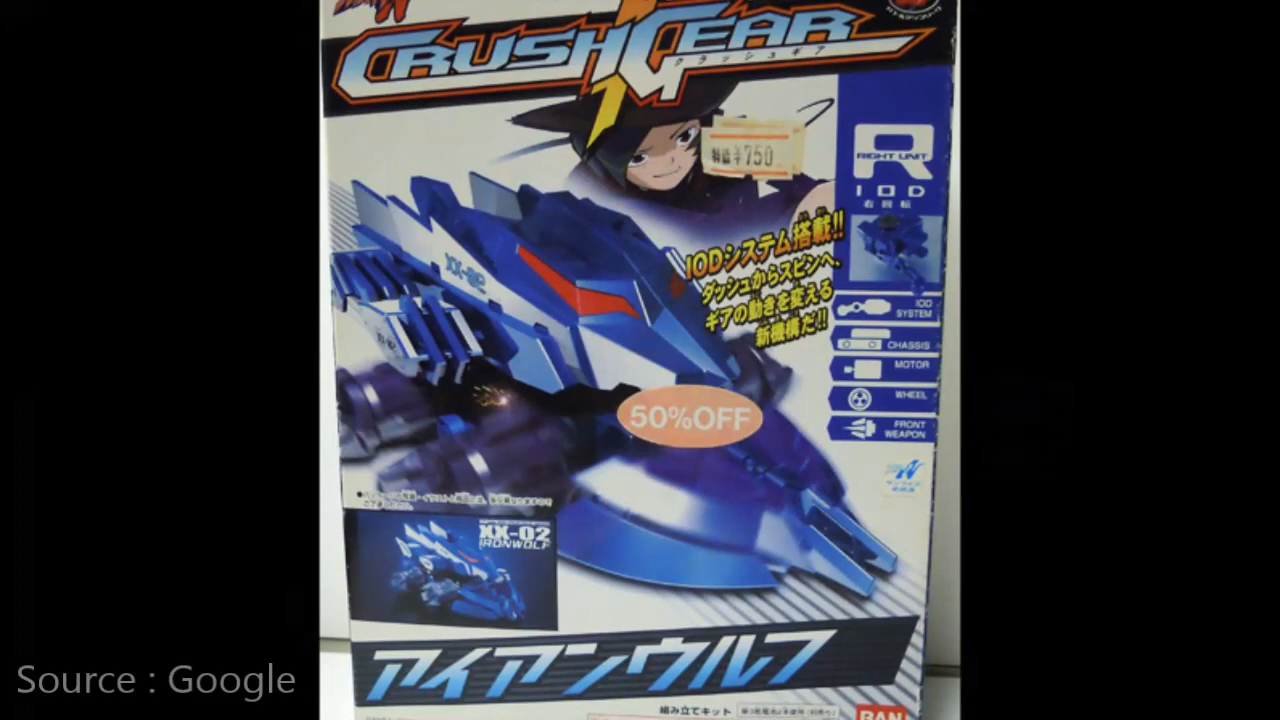 CRUSH GEAR
クラッシュギア
特価 ¥750
R
RIGHT UNIT
IOD
右回転
IODシステム搭載!!
ダッシュからスピンへ、
ギアの動きを変える
新機構だ!!
XX-02
IOD
SYSTEM
CHASSIS
MOTOR
WHEEL
FRONT
WEAPON
50%OFF
XX-02
IRONWOLF
アイアンウルフ
組み立てキット
BAN
Source : Google